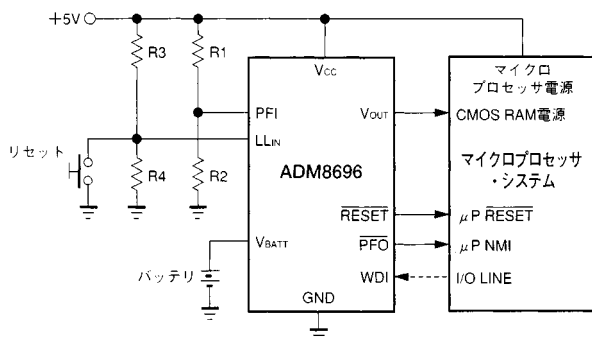 +5V
R3
R1
VCC
マイクロ
プロセッサ電源
PFI
VOUT
CMOS RAM電源
LLIN
リセット
R4
R2
ADM8696
マイクロプロセッサ
・システム
RESET
μP RESET
VBATT
PFO
μP NMI
バッテリ
WDI
I/O LINE
GND